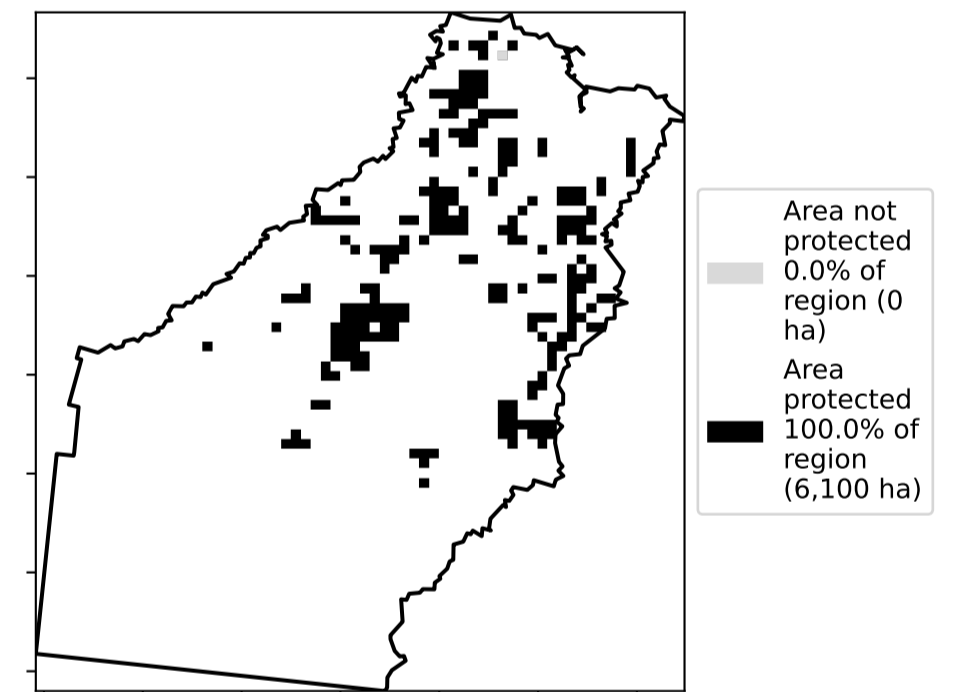 Area not
protected
0.0% of
region (0
ha)
Area
protected
100.0% of
region
(6,100 ha)